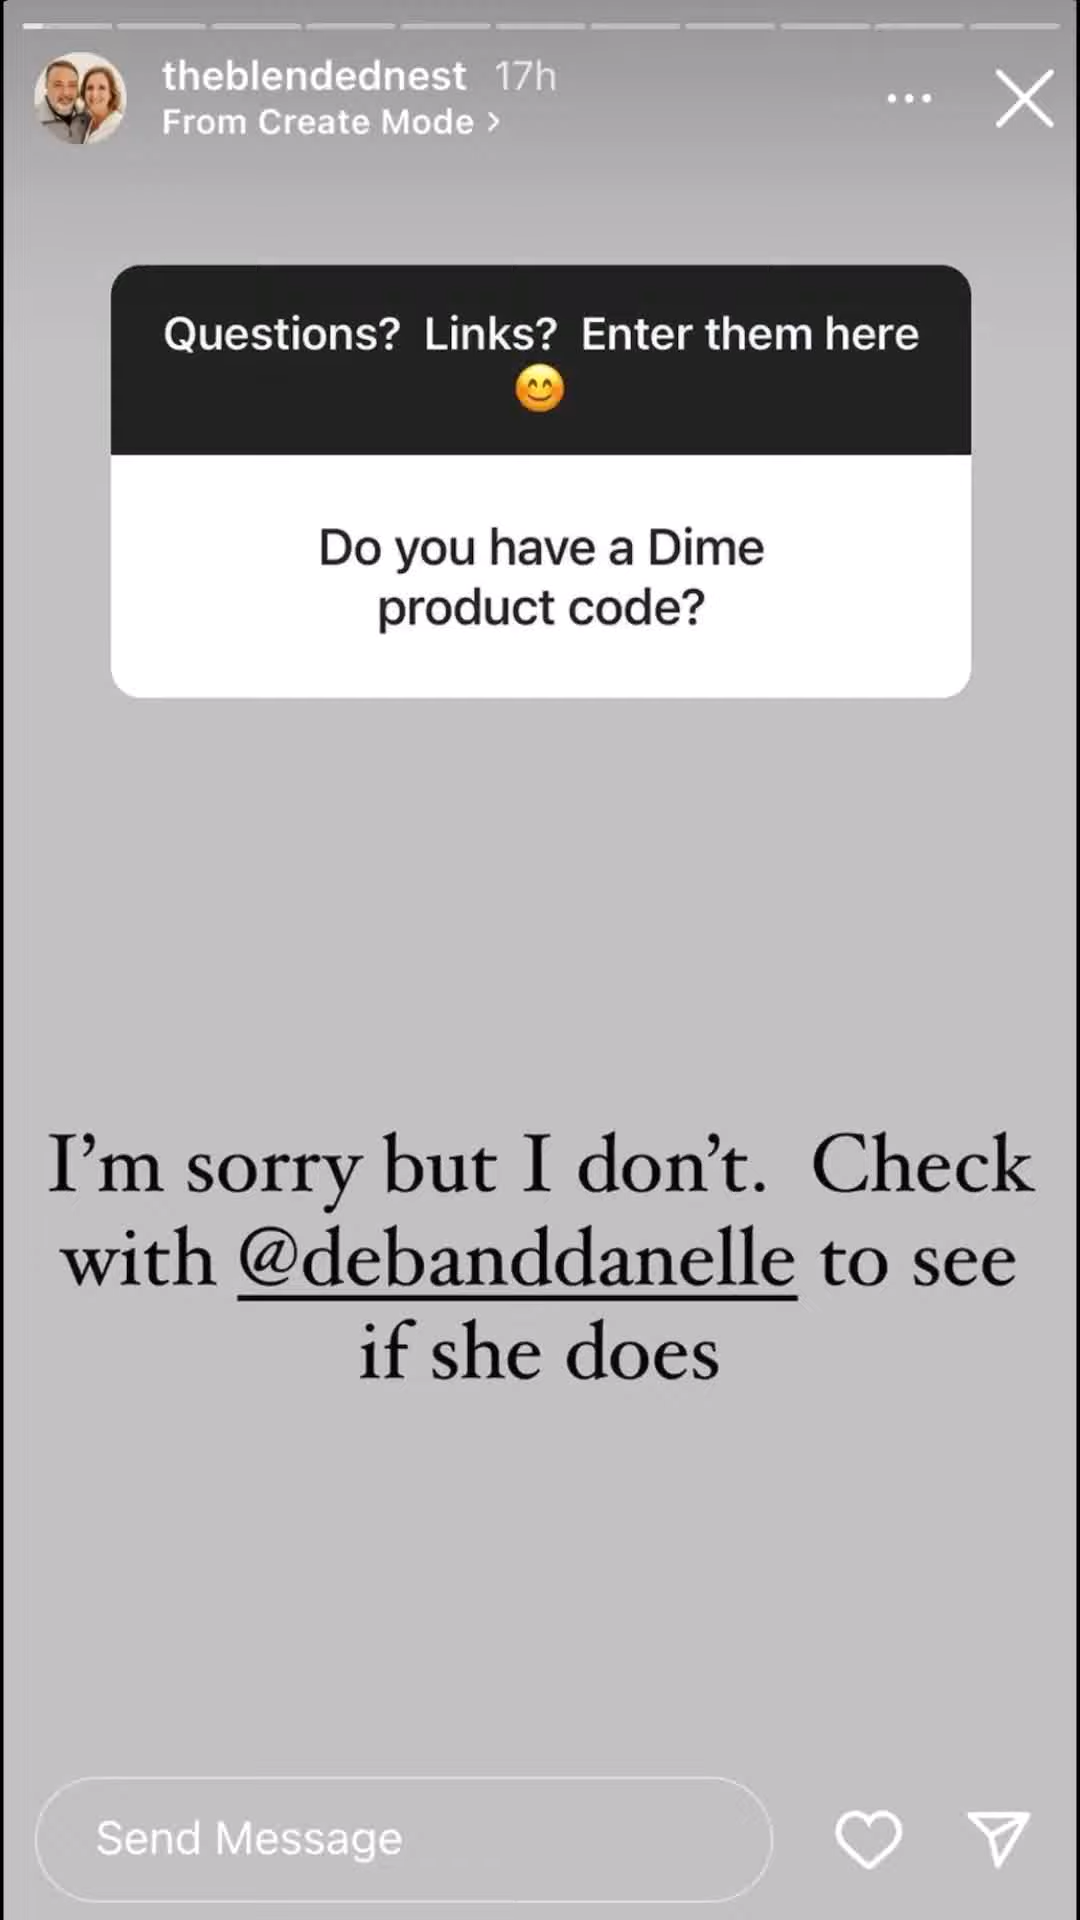 theblendednest 17h
From Create Mode >
Questions? Links? Enter them here
😊
Do you have a Dime
product code?
I'm sorry but I don't. Check
with @debanddanelle to see
if she does
Send Message